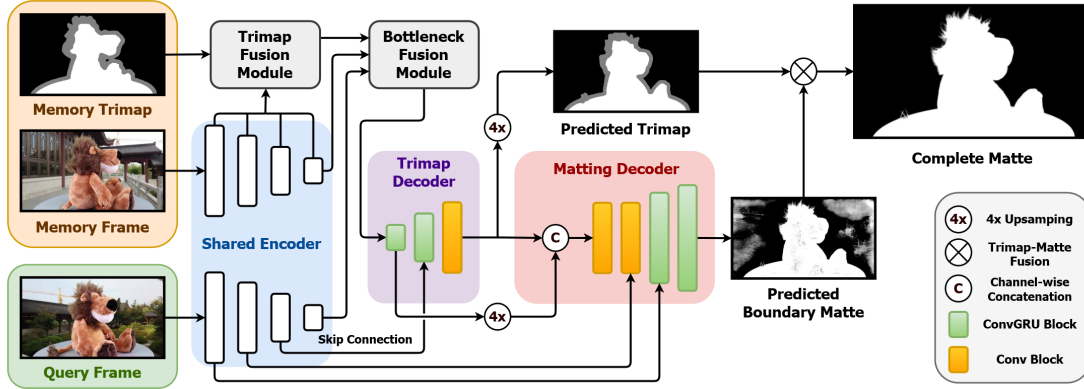 Memory Trimap
Memory Frame
Query Frame
Trimap
Fusion
Module
Bottleneck
Fusion
Module
Shared Encoder
Trimap
Decoder
4x
4x
Skip Connection
Matting Decoder
C
Predicted Trimap
Predicted
Boundary Matte
Complete Matte
4x
4x Upsamping
Trimap-Matte
Fusion
C
Channel-wise
Concatenation
ConvGRU Block
Conv Block